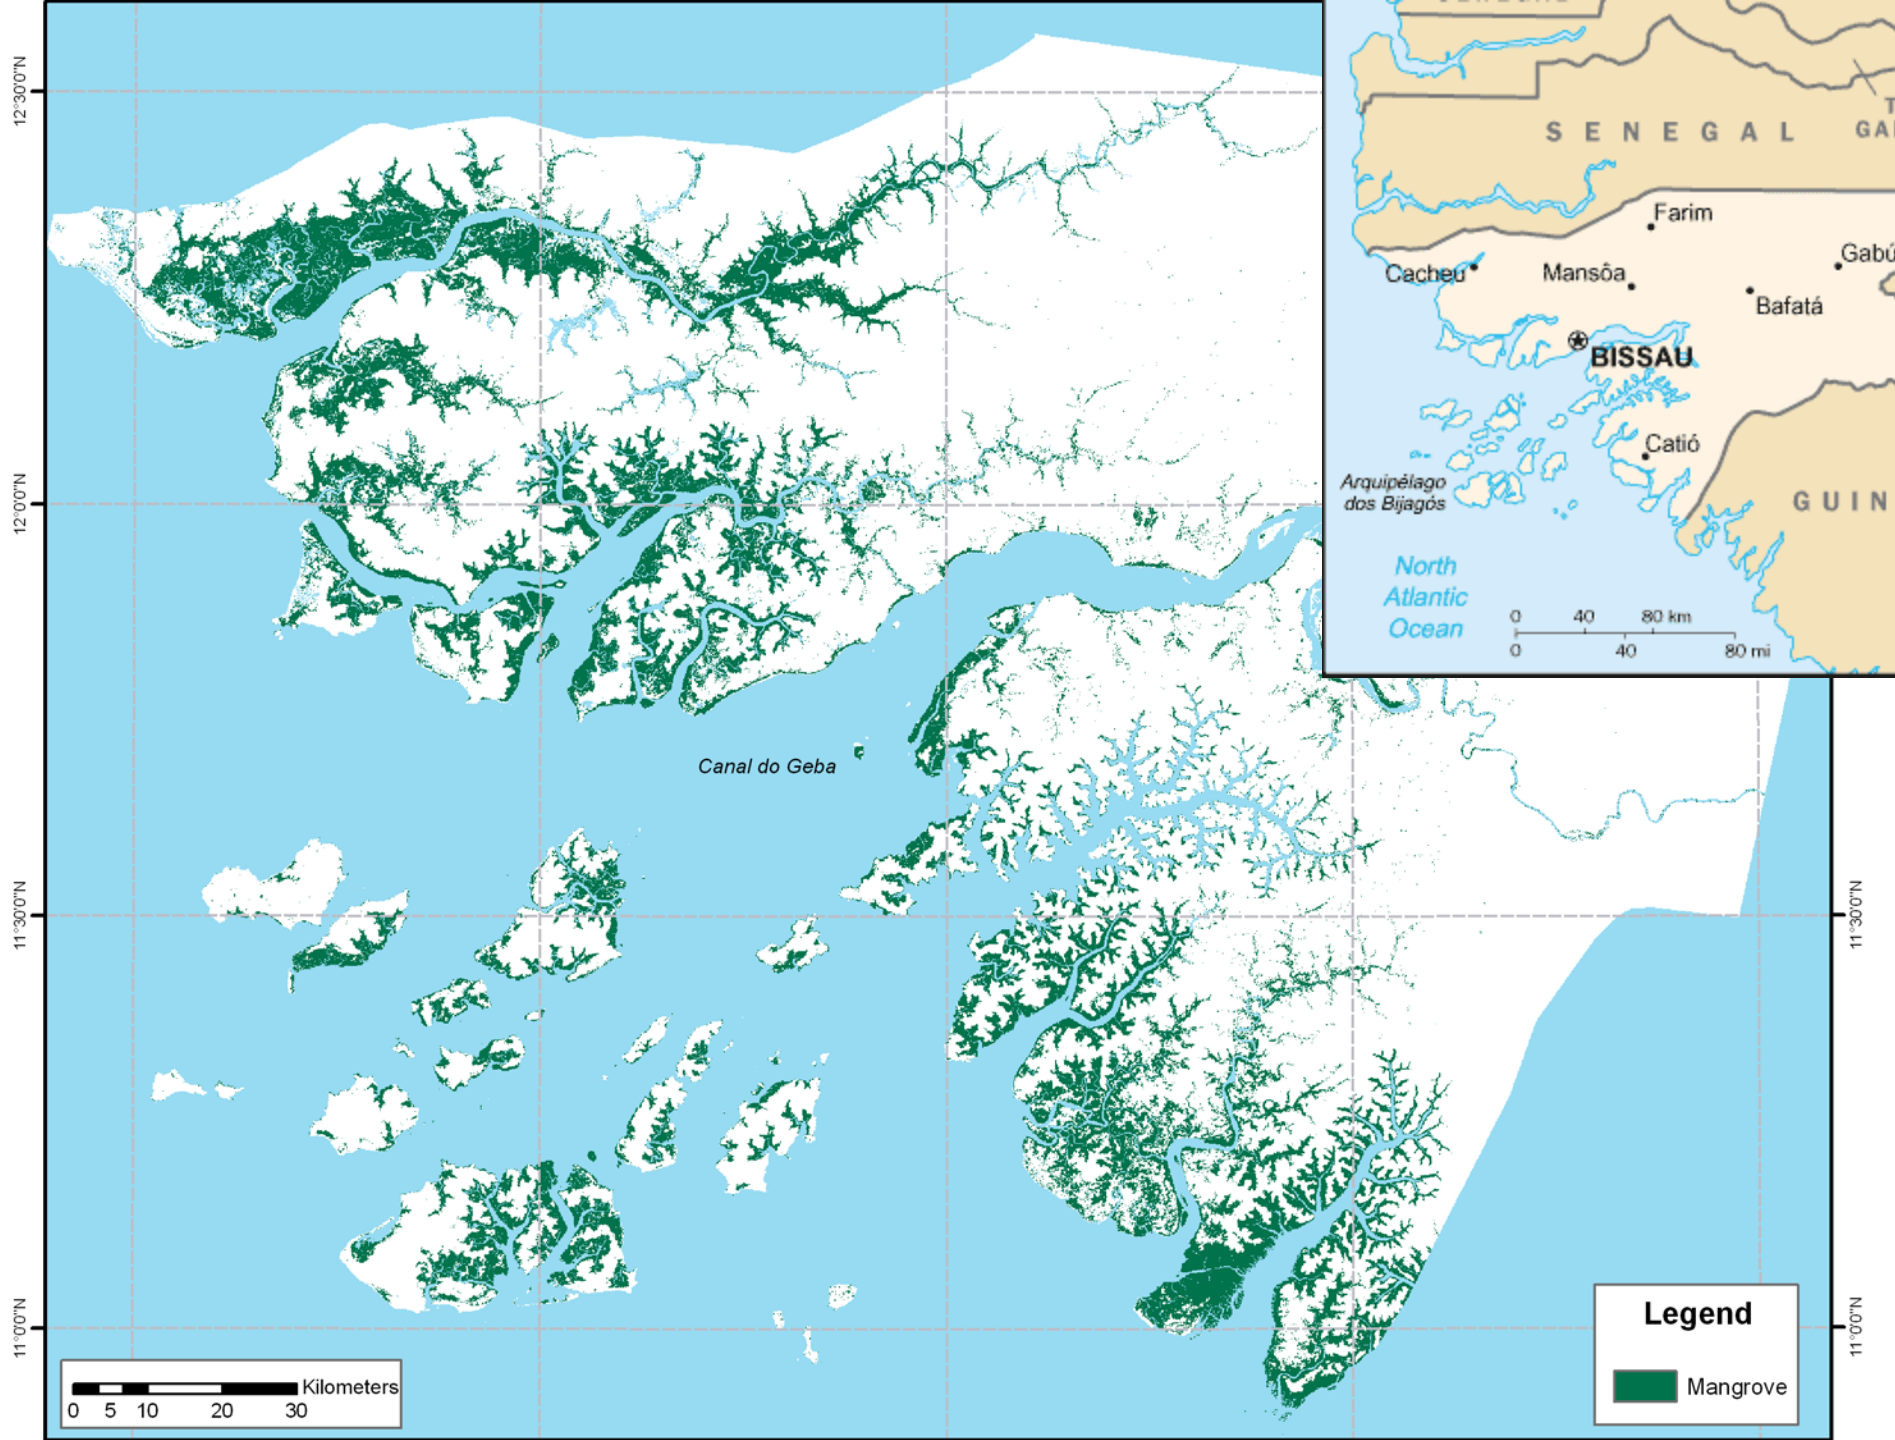 12°30'0"N
12°0'0"N
11°30'0"N
11°0'0"N
Canal do Geba
Kilometers
0 5 10 20 30
SENEGAL
GA
Farim
Gabú
Cacheu
Mansôa
Bafatá
BISSAU
Catió
Arquipélago
dos Bijagós
GUIN
North
Atlantic
Ocean
0 40 80 km
0 40 80 mi
11°30'0"N
11°0'0"N
Legend
Mangrove